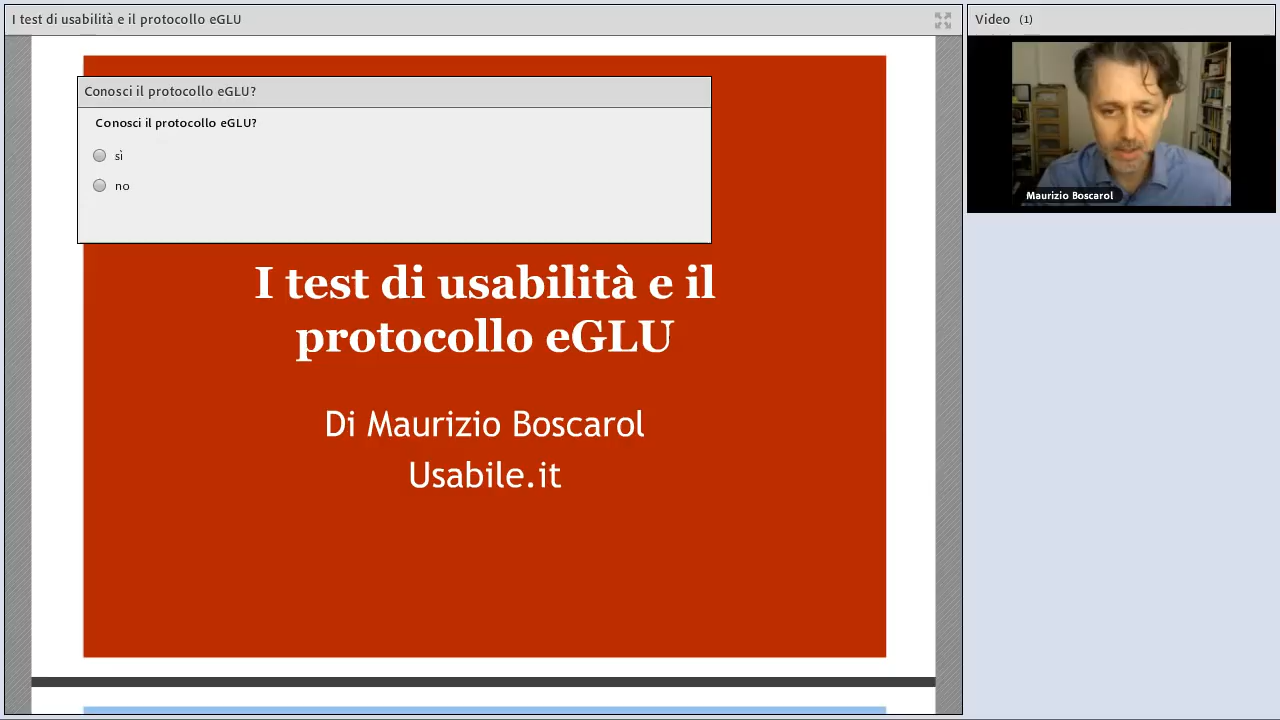 I test di usabilità e il protocollo eGLU
Video (1)
Conosci il protocollo eGLU?
Conosci il protocollo eGLU?
sì
no
Maurizio Boscarol
I test di usabilità e il
protocollo eGLU
Di Maurizio Boscarol
Usabile.it